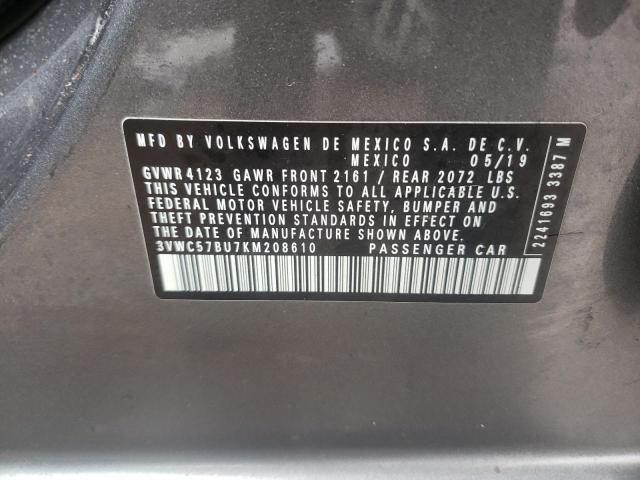 MFD BY VOLKSWAGEN DE MEXICO S.A. DE C.V.
MEXICO 05/19
GVWR 4123 GAWR FRONT 2161 / REAR 2072 LBS
THIS VEHICLE CONFORMS TO ALL APPLICABLE U.S.
FEDERAL MOTOR VEHICLE SAFETY, BUMPER AND
THEFT PREVENTION STANDARDS IN EFFECT ON
THE DATE OF MANUFACTURE SHOWN ABOVE.
3VWC57BU7KM208610 PASSENGER CAR
2241693 3387 M